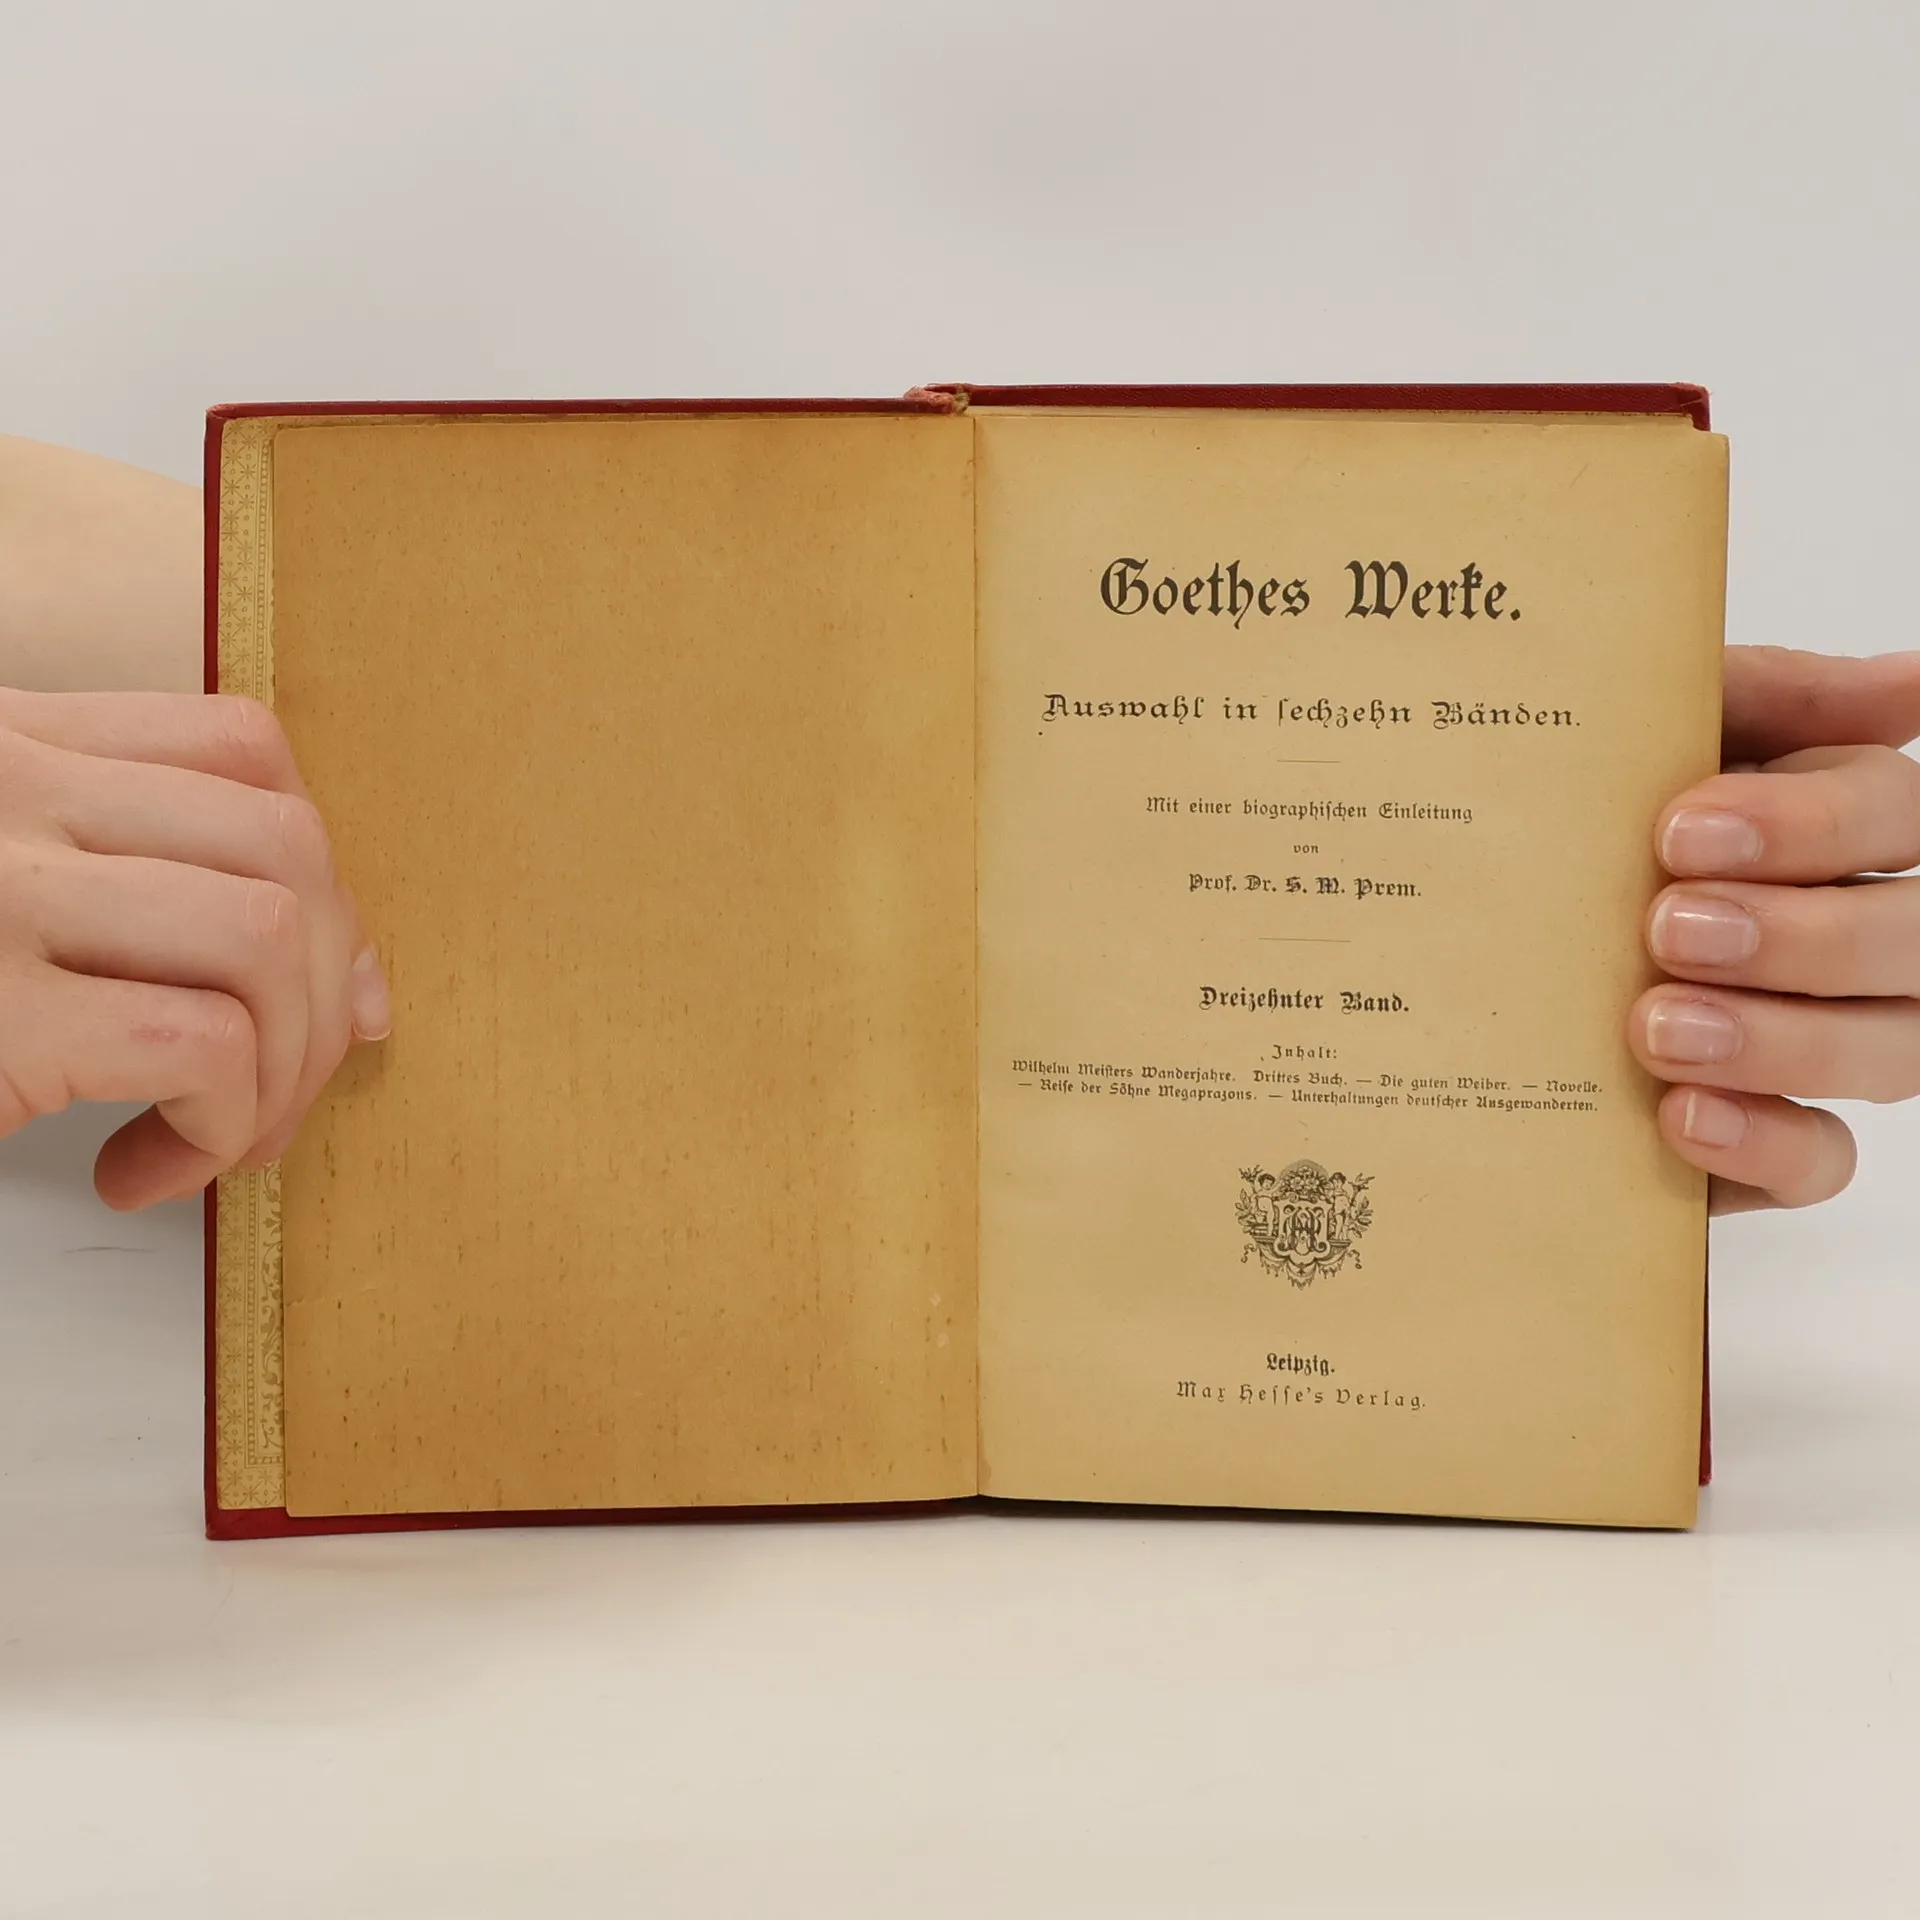 Goethes Werke.
Auswahl in ſechzehn Bänden.
Mit einer biographiſchen Einleitung
von
Prof. Dr. S. M. Prem.
Dreizehnter Band.
Inhalt:
Wilhelm Meiſters Wanderjahre. Drittes Buch. — Die guten Weiber. — Novelle.
— Reiſe der Söhne Megaprazons. — Unterhaltungen deutſcher Ausgewanderten.
Leipzig.
Max Heſſe's Verlag.